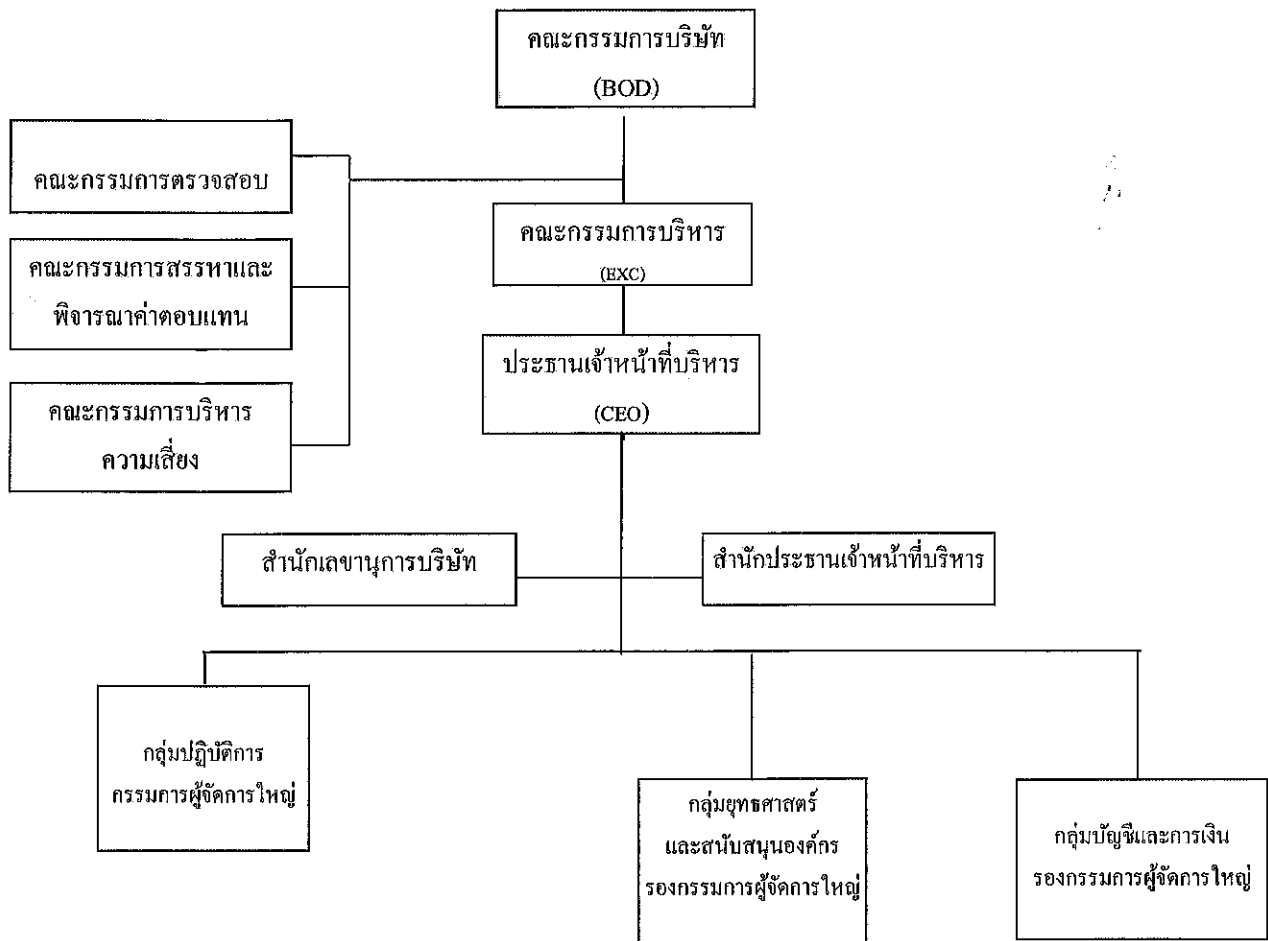 คณะกรรมการบริษัท
(BOD)
คณะกรรมการตรวจสอบ
คณะกรรมการบริหาร
(EXC)
คณะกรรมการสรรหาและ
พิจารณาค่าตอบแทน
ประธานเจ้าหน้าที่บริหาร
(CEO)
คณะกรรมการบริหาร
ความเสี่ยง
สำนักเลขานุการบริษัท
สำนักประธานเจ้าหน้าที่บริหาร
กลุ่มปฏิบัติการ
กรรมการผู้จัดการใหญ่
กลุ่มยุทธศาสตร์
และสนับสนุนองค์กร
รองกรรมการผู้จัดการใหญ่
กลุ่มบัญชีและการเงิน
รองกรรมการผู้จัดการใหญ่